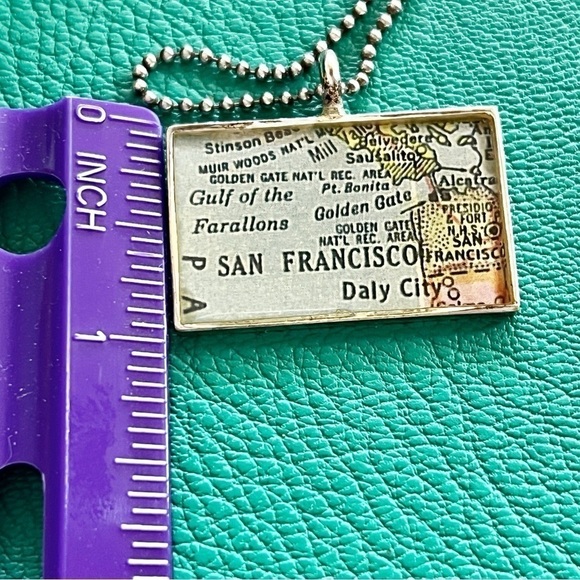 0 INCH
1
Stinson Bea
MUIR WOODS NAT'L M
Mill Valley
Belvedere
Sausalito
GOLDEN GATE NAT'L REC. AREA
Pt. Bonita
Alcatra
Gulf of the
Farallons
Golden Gate
PRESIDIO
FORT
N.H.S.
GOLDEN GATE
NAT'L REC. AREA
SAN
FRANCISCO
SAN FRANCISCO
Daly City
P
A